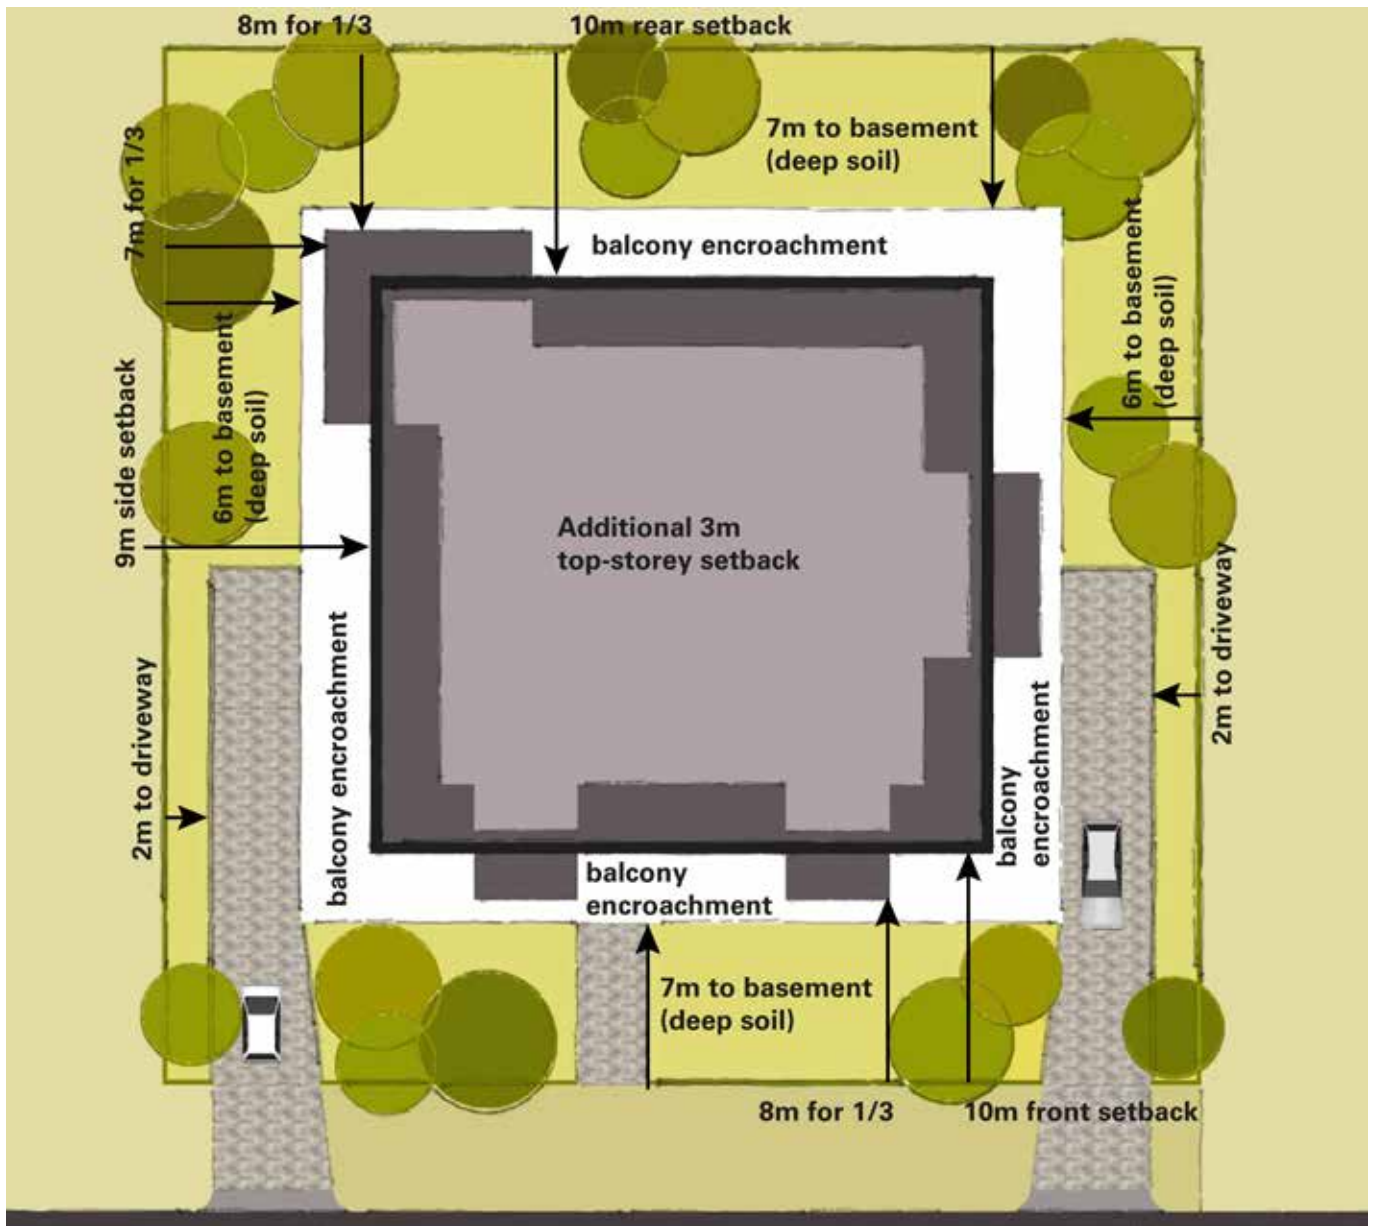 8m for 1/3
10m rear setback
7m to basement
(deep soil)
7m for 1/3
balcony encroachment
6m to basement
(deep soil)
6m to basement
(deep soil)
9m side setback
Additional 3m
top-storey setback
balcony encroachment
2m to driveway
2m to driveway
balcony
encroachment
balcony
encroachment
7m to basement
(deep soil)
8m for 1/3
10m front setback